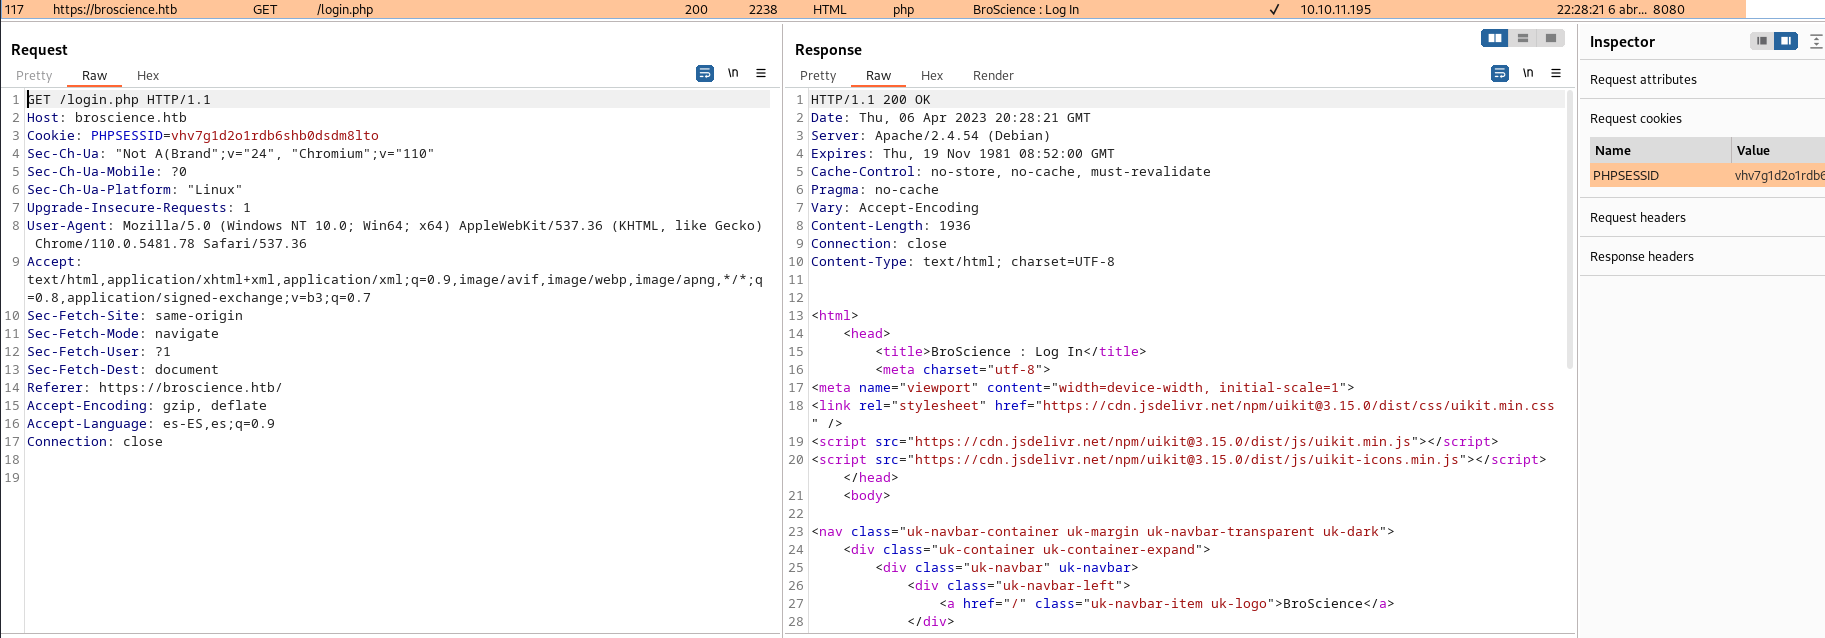 117 https://broscience.htb GET /login.php 200 2238 HTML php BroScience : Log In ✓ 10.10.11.195 22:28:21 6 abr... 8080
Request
Pretty Raw Hex \n
1 GET /login.php HTTP/1.1
2 Host: broscience.htb
3 Cookie: PHPSESSID=vhv7g1d2o1rdb6shb0dsdm8lto
4 Sec-Ch-Ua: "Not A(Brand";v="24", "Chromium";v="110"
5 Sec-Ch-Ua-Mobile: ?0
6 Sec-Ch-Ua-Platform: "Linux"
7 Upgrade-Insecure-Requests: 1
8 User-Agent: Mozilla/5.0 (Windows NT 10.0; Win64; x64) AppleWebKit/537.36 (KHTML, like Gecko)
Chrome/110.0.5481.78 Safari/537.36
9 Accept:
text/html,application/xhtml+xml,application/xml;q=0.9,image/avif,image/webp,image/apng,*/*;q
=0.8,application/signed-exchange;v=b3;q=0.7
10 Sec-Fetch-Site: same-origin
11 Sec-Fetch-Mode: navigate
12 Sec-Fetch-User: ?1
13 Sec-Fetch-Dest: document
14 Referer: https://broscience.htb/
15 Accept-Encoding: gzip, deflate
16 Accept-Language: es-ES,es;q=0.9
17 Connection: close
18
19
Response
Pretty Raw Hex Render \n
1 HTTP/1.1 200 OK
2 Date: Thu, 06 Apr 2023 20:28:21 GMT
3 Server: Apache/2.4.54 (Debian)
4 Expires: Thu, 19 Nov 1981 08:52:00 GMT
5 Cache-Control: no-store, no-cache, must-revalidate
6 Pragma: no-cache
7 Vary: Accept-Encoding
8 Content-Length: 1936
9 Connection: close
10 Content-Type: text/html; charset=UTF-8
11
12
13 <html>
14 <head>
15 <title>BroScience : Log In</title>
16 <meta charset="utf-8">
17 <meta name="viewport" content="width=device-width, initial-scale=1">
18 <link rel="stylesheet" href="https://cdn.jsdelivr.net/npm/uikit@3.15.0/dist/css/uikit.min.css
" />
19 <script src="https://cdn.jsdelivr.net/npm/uikit@3.15.0/dist/js/uikit.min.js"></script>
20 <script src="https://cdn.jsdelivr.net/npm/uikit@3.15.0/dist/js/uikit-icons.min.js"></script>
</head>
21 <body>
22
23 <nav class="uk-navbar-container uk-margin uk-navbar-transparent uk-dark">
24 <div class="uk-container uk-container-expand">
25 <div class="uk-navbar" uk-navbar>
26 <div class="uk-navbar-left">
27 <a href="/" class="uk-navbar-item uk-logo">BroScience</a>
28 </div>
Inspector
Request attributes
Request cookies
Name Value
PHPSESSID vhv7g1d2o1rdb6
Request headers
Response headers